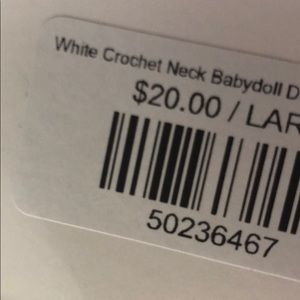 White Crochet Neck Babydoll D
$20.00 / LAR
50236467